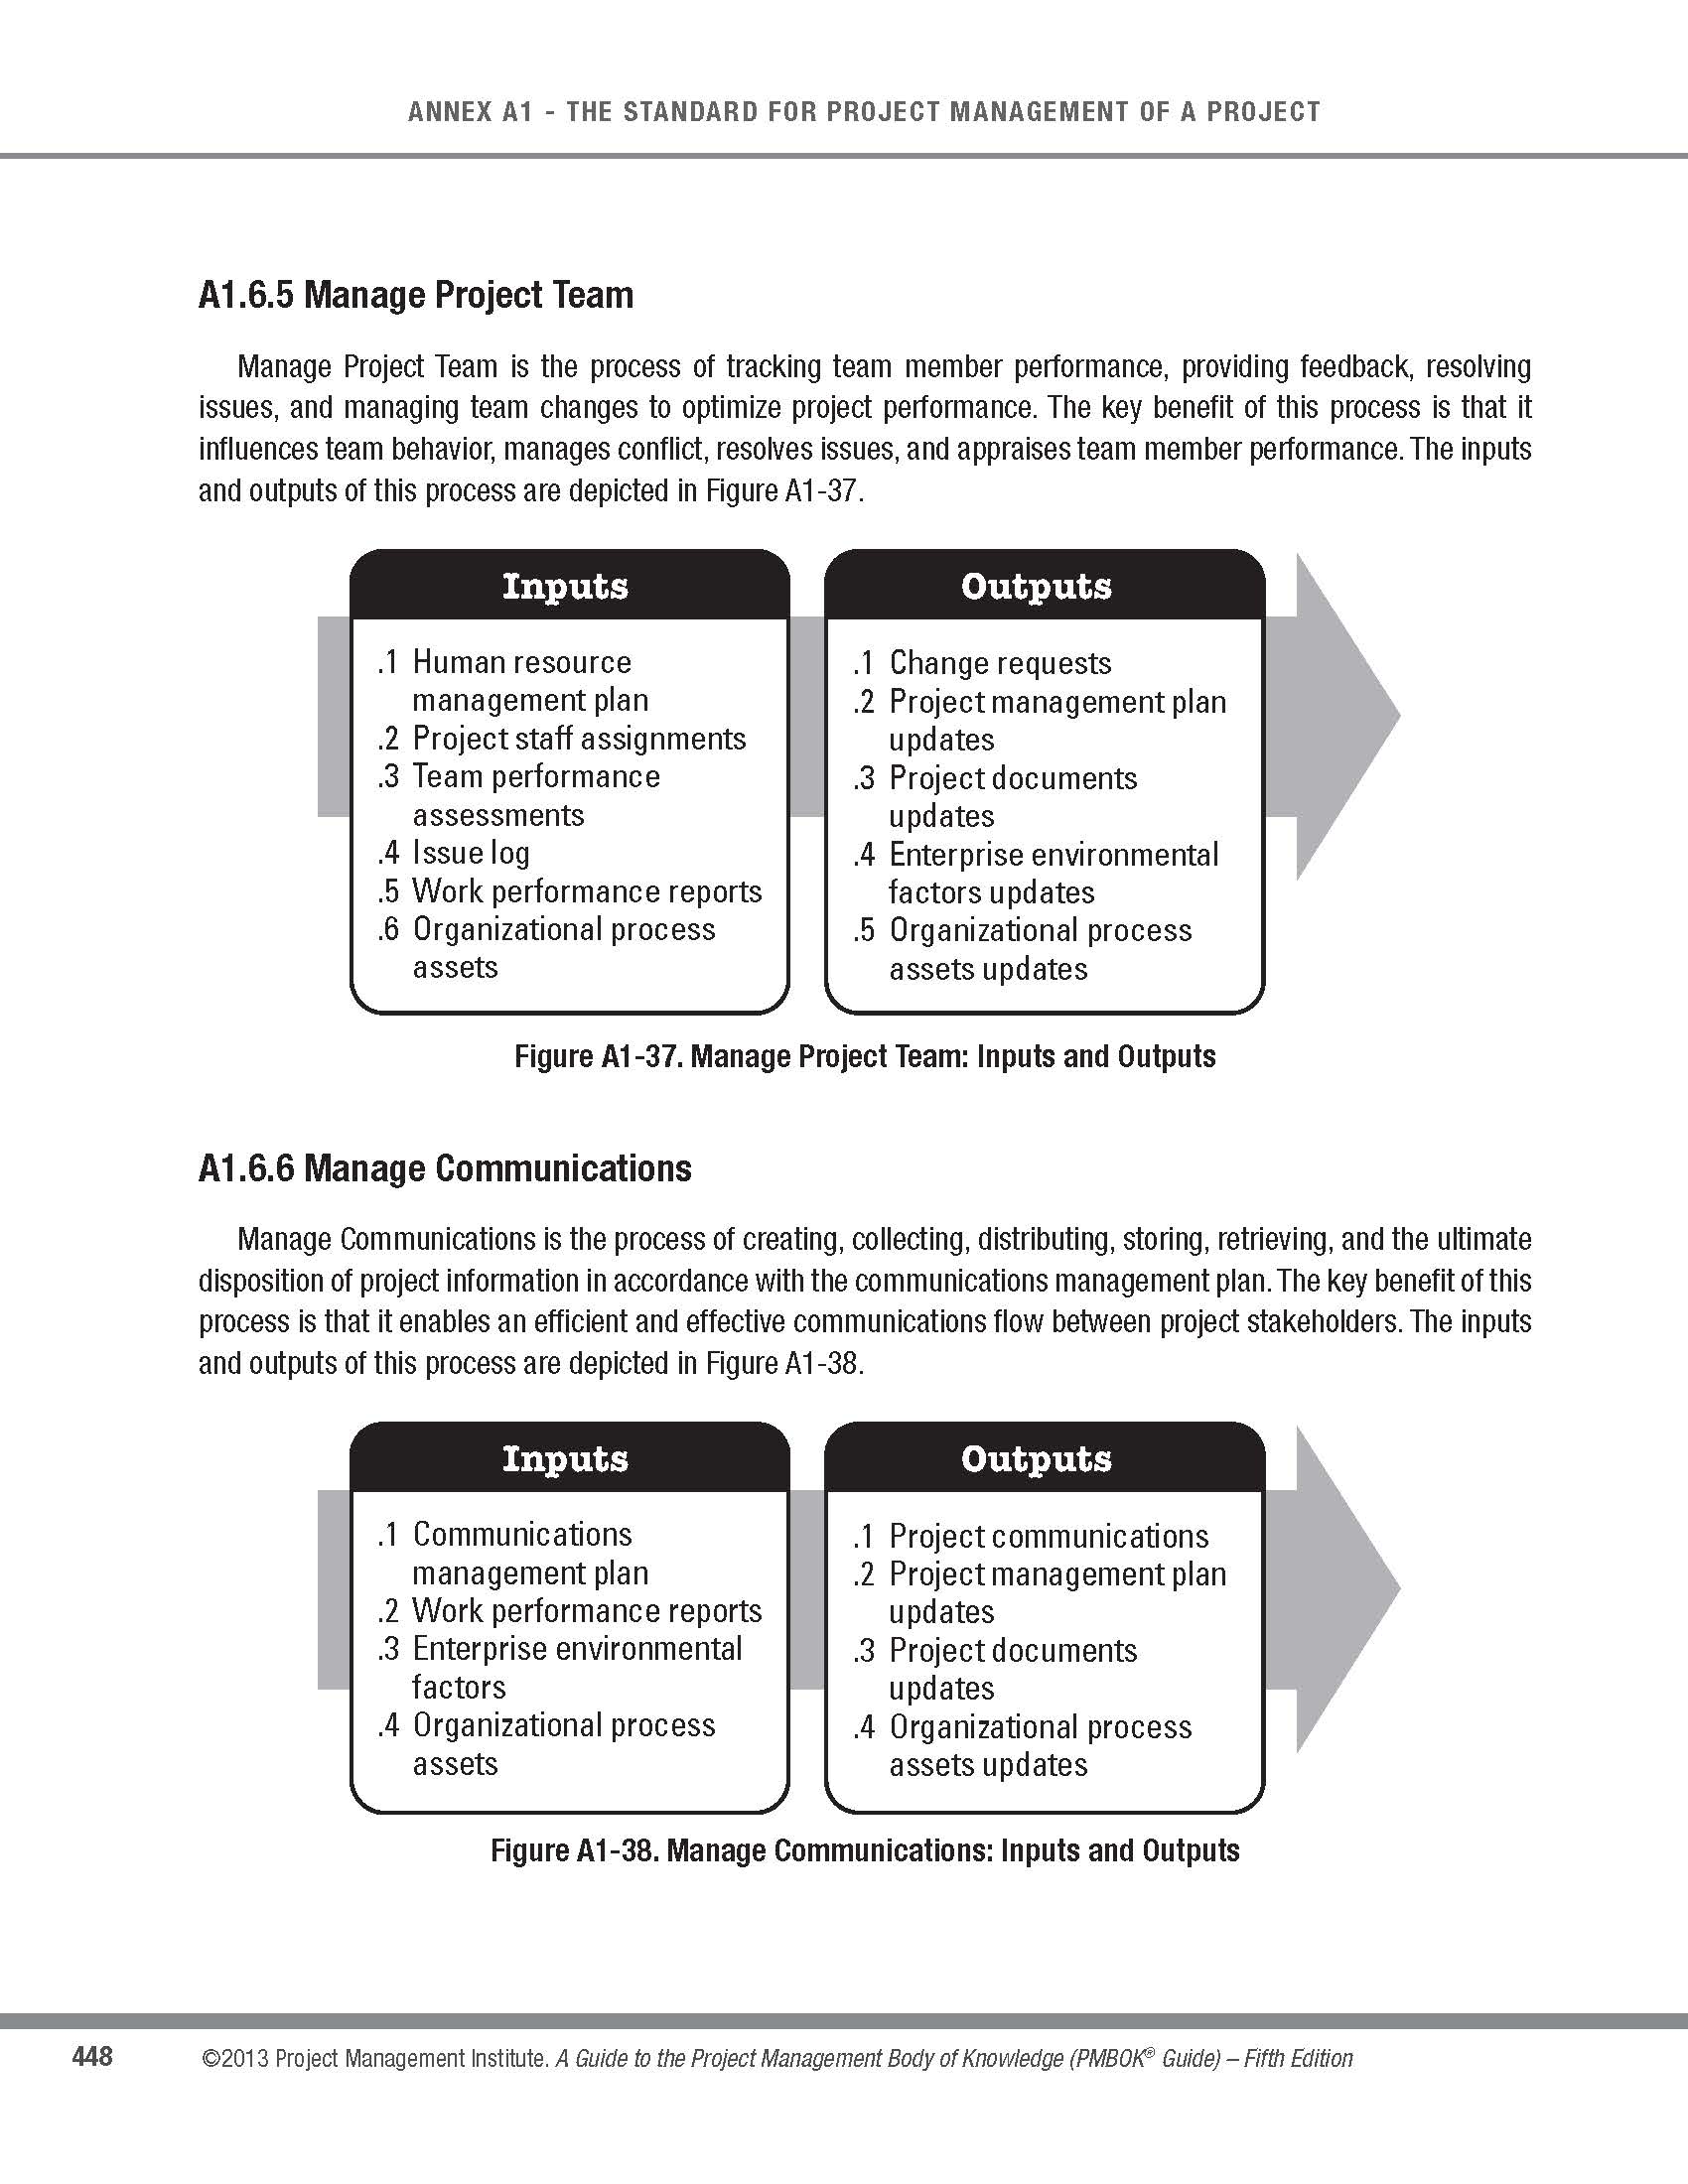 ANNEX A1 - THE STANDARD FOR PROJECT MANAGEMENT OF A PROJECT
A1.6.5 Manage Project Team
Manage Project Team is the process of tracking team member performance, providing feedback, resolving
issues, and managing team changes to optimize project performance. The key benefit of this process is that it
influences team behavior, manages conflict, resolves issues, and appraises team member performance. The inputs
and outputs of this process are depicted in Figure A1-37.
Inputs
.1 Human resource
management plan
.2 Project staff assignments
.3 Team performance
assessments
.4 Issue log
.5 Work performance reports
.6 Organizational process
assets
Outputs
.1 Change requests
.2 Project management plan
updates
.3 Project documents
updates
.4 Enterprise environmental
factors updates
.5 Organizational process
assets updates
Figure A1-37. Manage Project Team: Inputs and Outputs
A1.6.6 Manage Communications
Manage Communications is the process of creating, collecting, distributing, storing, retrieving, and the ultimate
disposition of project information in accordance with the communications management plan. The key benefit of this
process is that it enables an efficient and effective communications flow between project stakeholders. The inputs
and outputs of this process are depicted in Figure A1-38.
Inputs
.1 Communications
management plan
.2 Work performance reports
.3 Enterprise environmental
factors
.4 Organizational process
assets
Outputs
.1 Project communications
.2 Project management plan
updates
.3 Project documents
updates
.4 Organizational process
assets updates
Figure A1-38. Manage Communications: Inputs and Outputs
448 ©2013 Project Management Institute. A Guide to the Project Management Body of Knowledge (PMBOK® Guide) – Fifth Edition